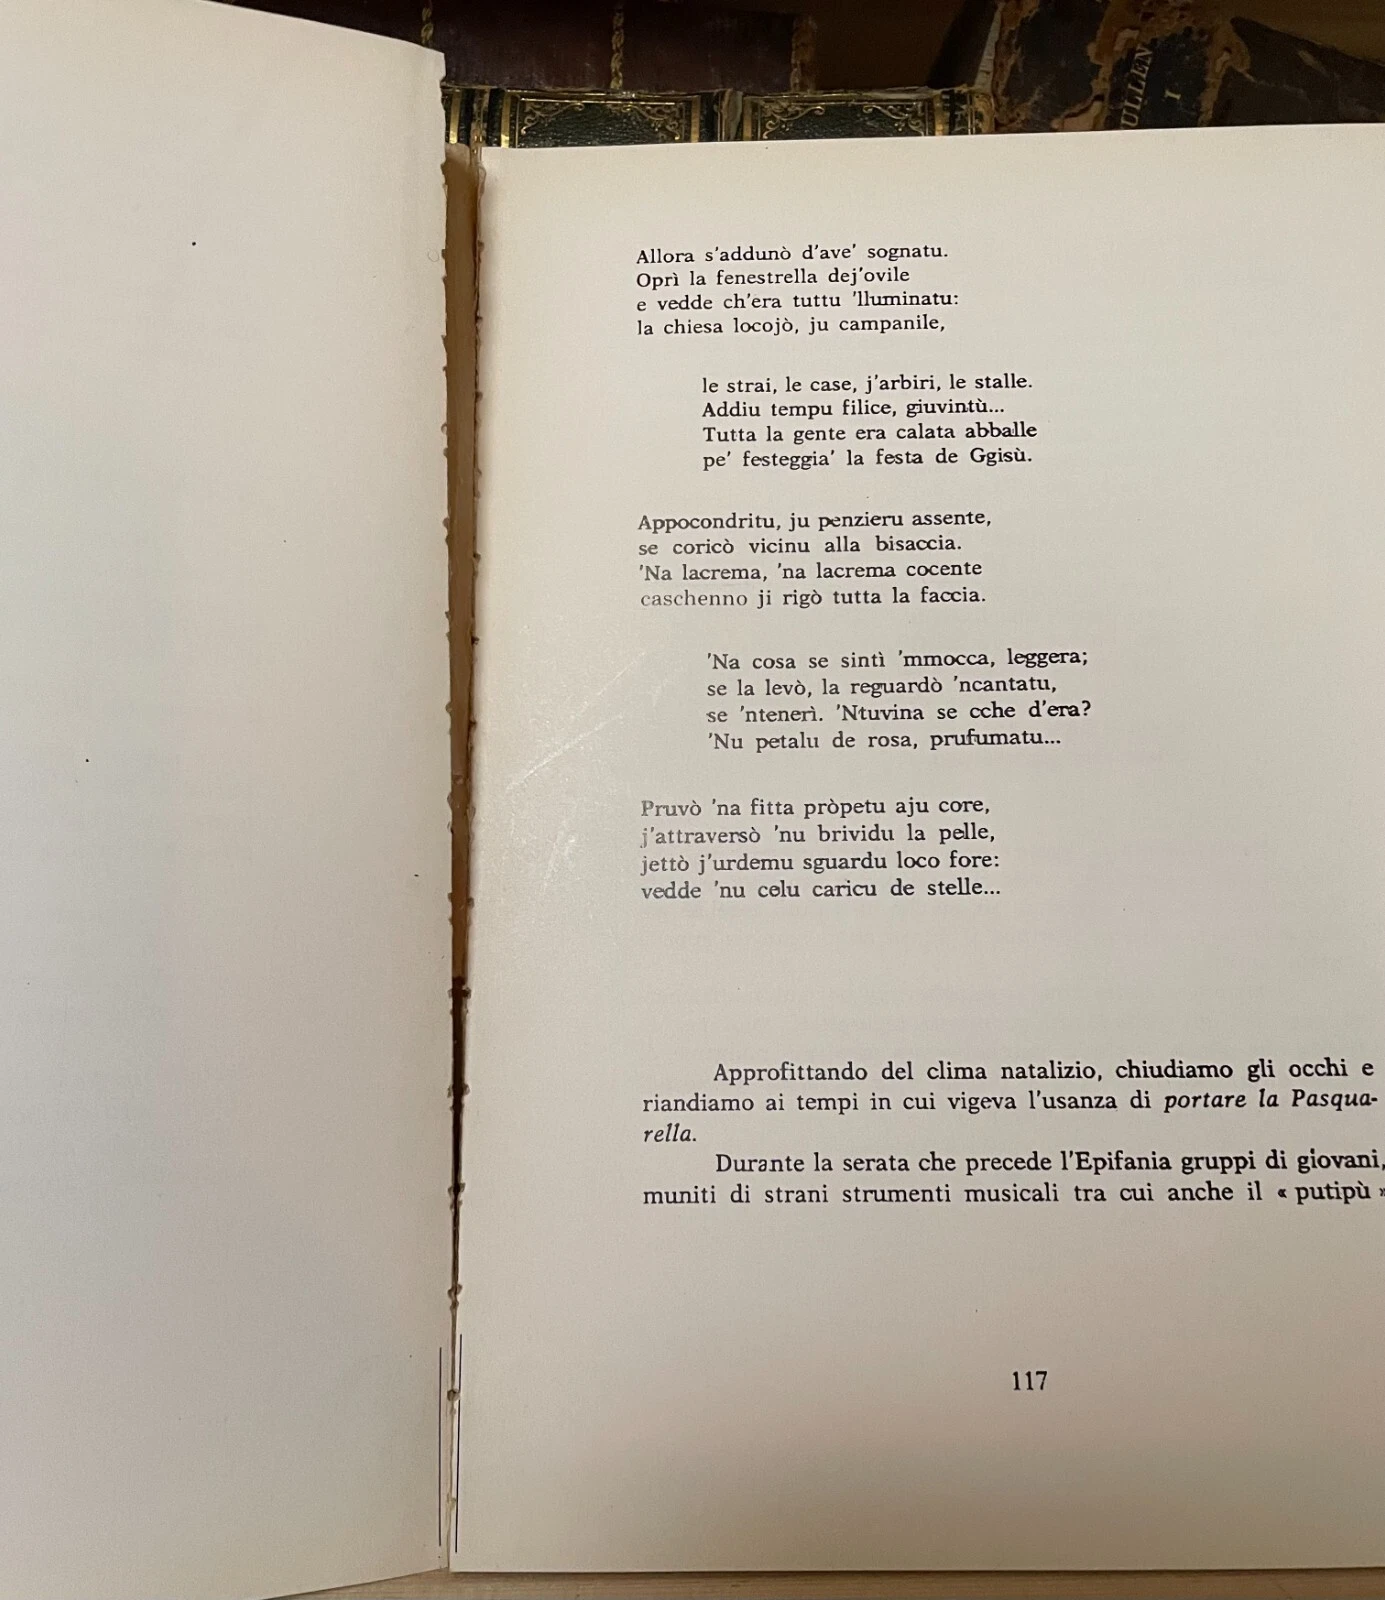 ULLEN
I
Allora s'addunò d'ave' sognatu.
Oprì la fenestrella dej'ovile
e vedde ch'era tuttu 'lluminatu:
la chiesa locojò, ju campanile,
le strai, le case, j'arbiri, le stalle.
Addiu tempu filice, giuvintù...
Tutta la gente era calata abballe
pe' festeggia' la festa de Ggisù.
Appocondritu, ju penzieru assente,
se coricò vicinu alla bisaccia.
'Na lacrema, 'na lacrema cocente
caschenno ji rigò tutta la faccia.
'Na cosa se sintì 'mmocca, leggera;
se la levò, la reguardò 'ncantatu,
se 'ntenerì. 'Ntuvina se cche d'era?
'Nu petalu de rosa, prufumatu...
Pruvò 'na fitta pròpetu aju core,
j'attraversò 'nu brividu la pelle,
jettò j'urdemu sguardu loco fore:
vedde 'nu celu caricu de stelle...
Approfittando del clima natalizio, chiudiamo gli occhi e
riandiamo ai tempi in cui vigeva l'usanza di portare la Pasqua-
rella.
Durante la serata che precede l'Epifania gruppi di giovani,
muniti di strani strumenti musicali tra cui anche il « putipù »
117